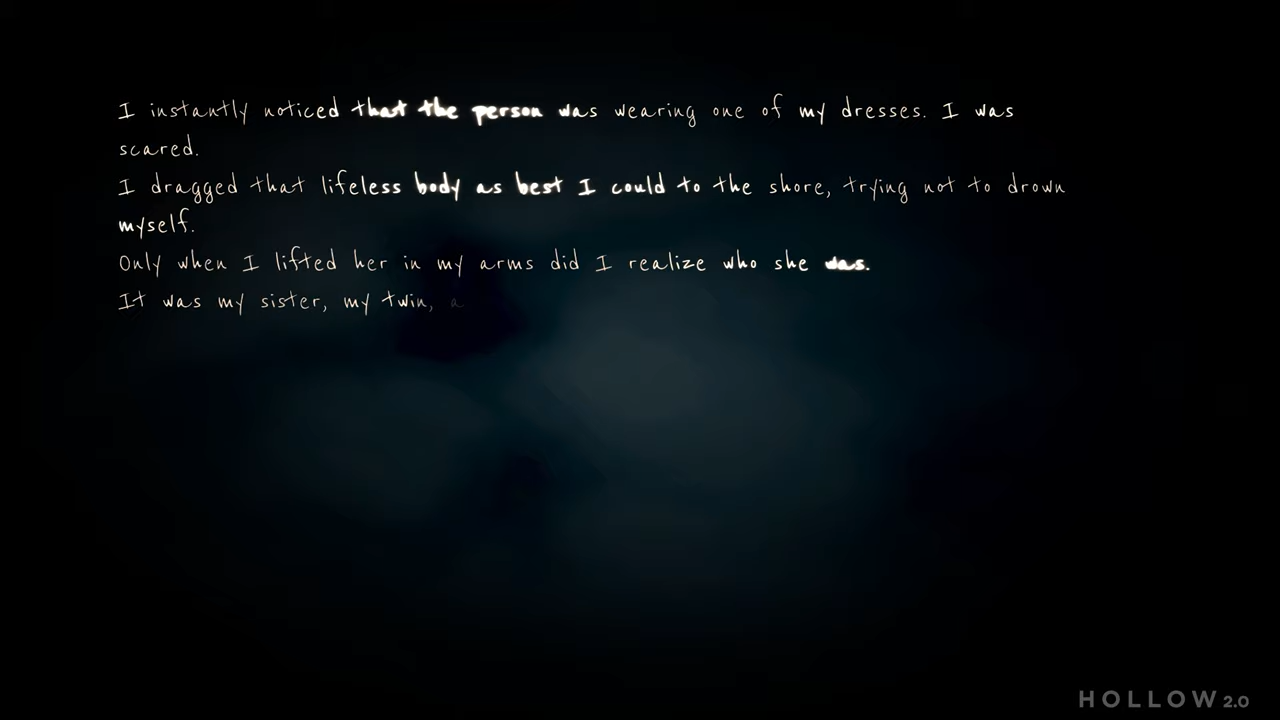 I instantly noticed that the person was wearing one of my dresses. I was
scared.
I dragged that lifeless body as best I could to the shore, trying not to drown
myself.
Only when I lifted her in my arms did I realize who she was.
It was my sister, my twin, a
HOLLOW 2.0